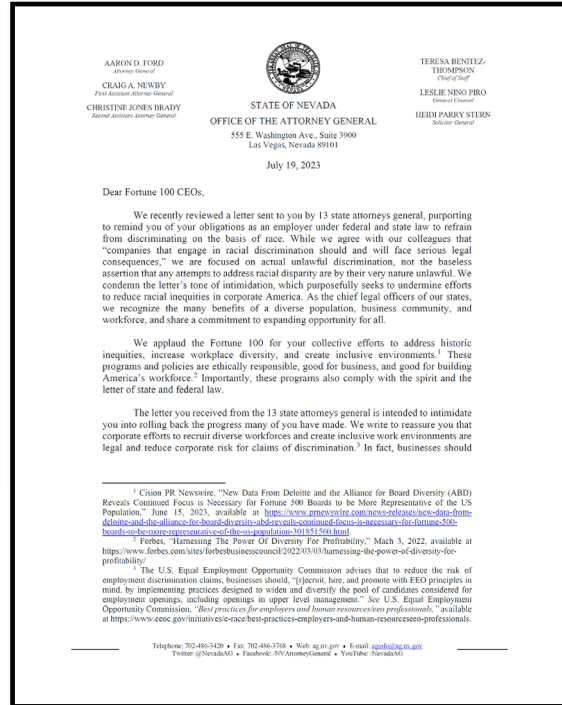 AARON D. FORD
Attorney General
CRAIG A. NEWBY
First Assistant Attorney General
CHRISTINE JONES BRADY
Second Assistant Attorney General
STATE OF NEVADA
OFFICE OF THE ATTORNEY GENERAL
555 E. Washington Ave., Suite 3900
Las Vegas, Nevada 89101
TERESA BENITEZ-
THOMPSON
Chief of Staff
LESLIE NINO PIRO
General Counsel
HEIDI PARRY STERN
Solicitor General
July 19, 2023
Dear Fortune 100 CEOs,
We recently reviewed a letter sent to you by 13 state attorneys general, purporting
to remind you of your obligations as an employer under federal and state law to refrain
from discriminating on the basis of race. While we agree with our colleagues that
“companies that engage in racial discrimination should and will face serious legal
consequences,” we are focused on actual unlawful discrimination, not the baseless
assertion that any attempts to address racial disparity are by their very nature unlawful. We
condemn the letter’s tone of intimidation, which purposefully seeks to undermine efforts
to reduce racial inequities in corporate America. As the chief legal officers of our states,
we recognize the many benefits of a diverse population, business community, and
workforce, and share a commitment to expanding opportunity for all.
We applaud the Fortune 100 for your collective efforts to address historic
inequities, increase workplace diversity, and create inclusive environments.1 These
programs and policies are ethically responsible, good for business, and good for building
America’s workforce.2 Importantly, these programs also comply with the spirit and the
letter of state and federal law.
The letter you received from the 13 state attorneys general is intended to intimidate
you into rolling back the progress many of you have made. We write to reassure you that
corporate efforts to recruit diverse workforces and create inclusive work environments are
legal and reduce corporate risk for claims of discrimination.3 In fact, businesses should
1 Cision PR Newswire, “New Data From Deloitte and the Alliance for Board Diversity (ABD)
Reveals Continued Focus is Necessary for Fortune 500 Boards to be More Representative of the US
Population,” June 15, 2023, available at https://www.prnewswire.com/news-releases/new-data-from-
deloitte-and-the-alliance-for-board-diversity-abd-reveals-continued-focus-is-necessary-for-fortune-500-
boards-to-be-more-representative-of-the-us-population-301851560.html.
2 Forbes, “Harnessing The Power Of Diversity For Profitability,” Mach 3, 2022, available at
https://www.forbes.com/sites/forbesbusinesscouncil/2022/03/03/harnessing-the-power-of-diversity-for-
profitability/
3 The U.S. Equal Employment Opportunity Commission advises that to reduce the risk of
employment discrimination claims, businesses should, “[r]ecruit, hire, and promote with EEO principles in
mind, by implementing practices designed to widen and diversify the pool of candidates considered for
employment openings, including openings in upper level management.” See U.S. Equal Employment
Opportunity Commission, “Best practices for employers and human resources/eeo professionals,” available
at https://www.eeoc.gov/initiatives/e-race/best-practices-employers-and-human-resourceseeo-professionals.
Telephone: 702-486-3420 • Fax: 702-486-3768 • Web: ag.nv.gov • E-mail: aginfo@ag.nv.gov
Twitter: @NevadaAG • Facebook: /NVAttorneyGeneral • YouTube: /NevadaAG